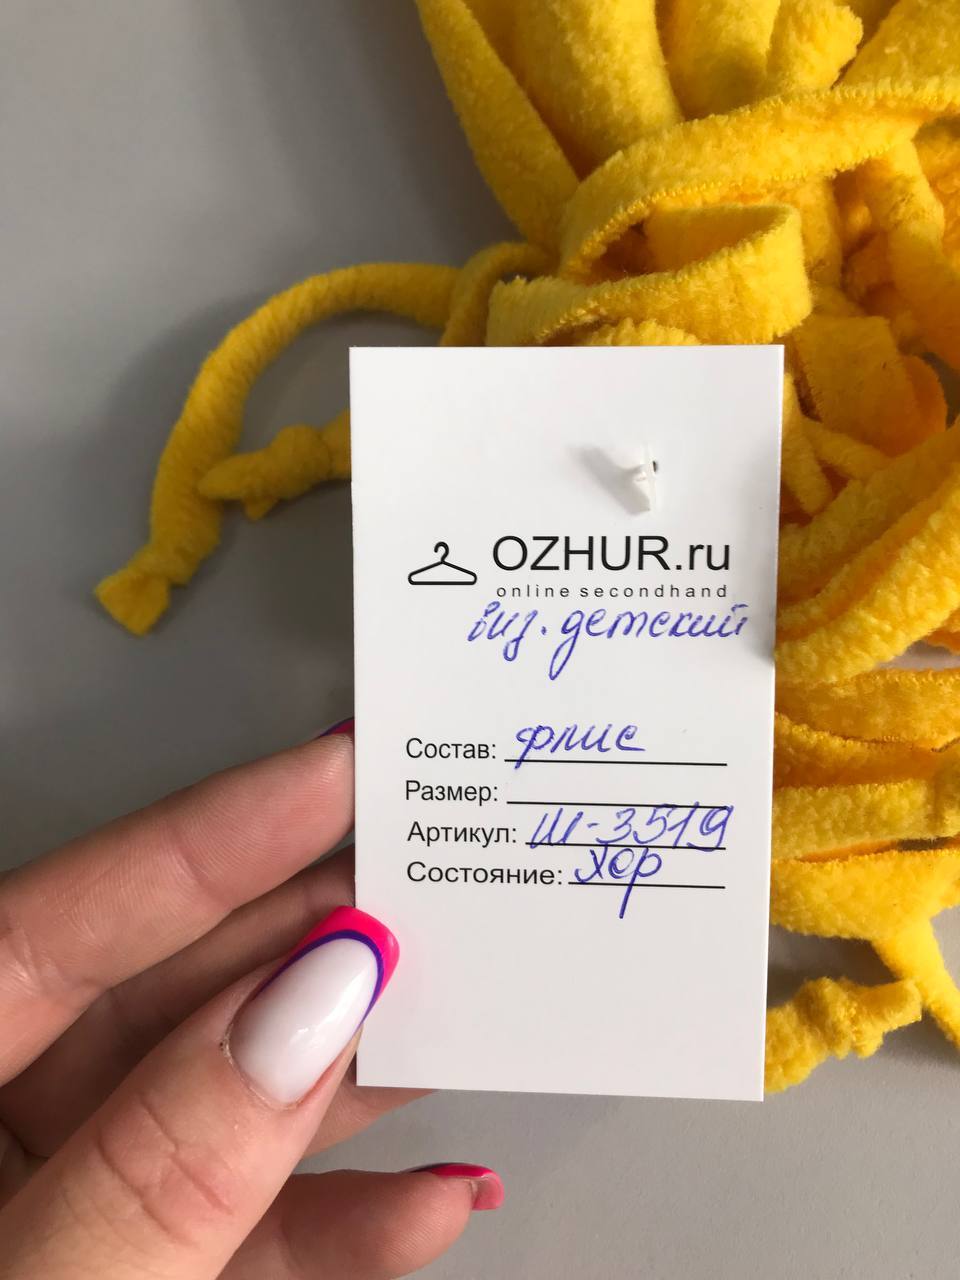 OZHUR.ru
online secondhand
виз. детский
Состав: флис
Размер:
Артикул: Ш-3519
Состояние: хор